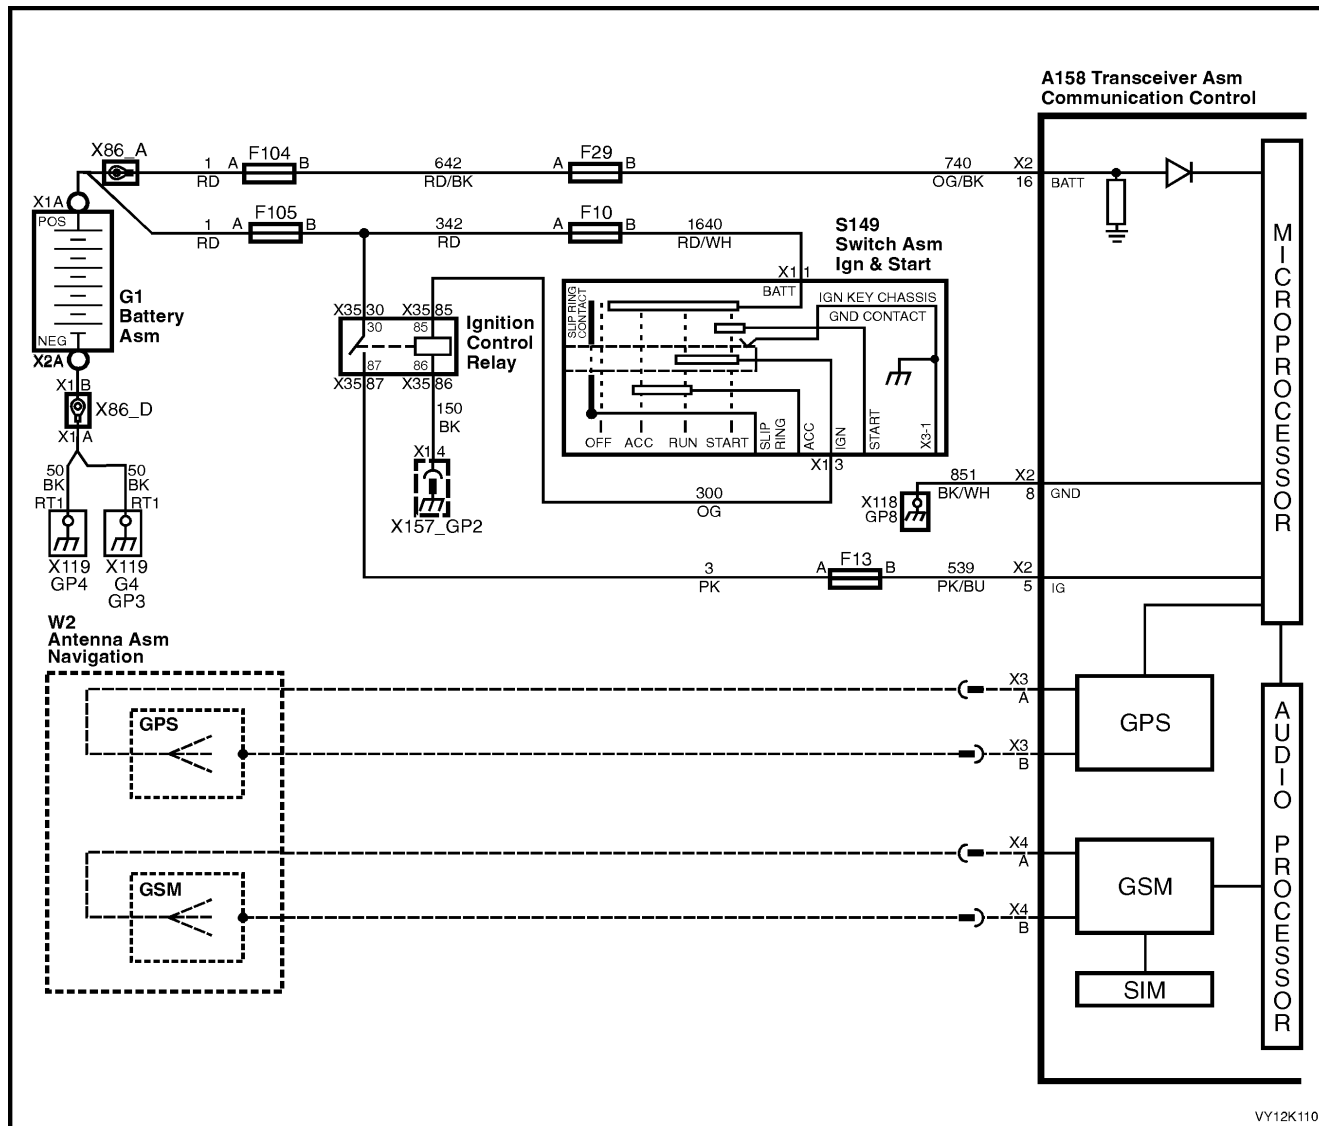 A158 Transceiver Asm
Communication Control
X86_A
1
RD
A
F104
B
642
RD/BK
A
F29
B
740
OG/BK
X2
16
BATT
X1A
POS
1
RD
A
F105
B
342
RD
A
F10
B
1640
RD/WH
S149
Switch Asm
Ign & Start
X1 1
BATT
G1
Battery
Asm
NEG
X2A
X35 30
X35 85
30
85
87
86
Ignition
Control
Relay
X35 87
X35 86
SLIP RING
CONTACT
IGN KEY CHASSIS
GND CONTACT
OFF
ACC
RUN
START
SLIP
RING
ACC
IGN
START
X3-1
X1 3
X1 B
X86_D
X1 A
150
BK
X1 4
X157_GP2
50
BK
50
BK
RT1
RT1
X119
GP4
X119
G4
GP3
300
OG
X118
GP8
851
BK/WH
X2
8
GND
3
PK
A
F13
B
539
PK/BU
X2
5
IG
MICROPROCESSOR
W2
Antenna Asm
Navigation
GPS
X3
A
X3
B
GPS
GSM
X4
A
X4
B
GSM
SIM
AUDIO PROCESSOR
VY12K110